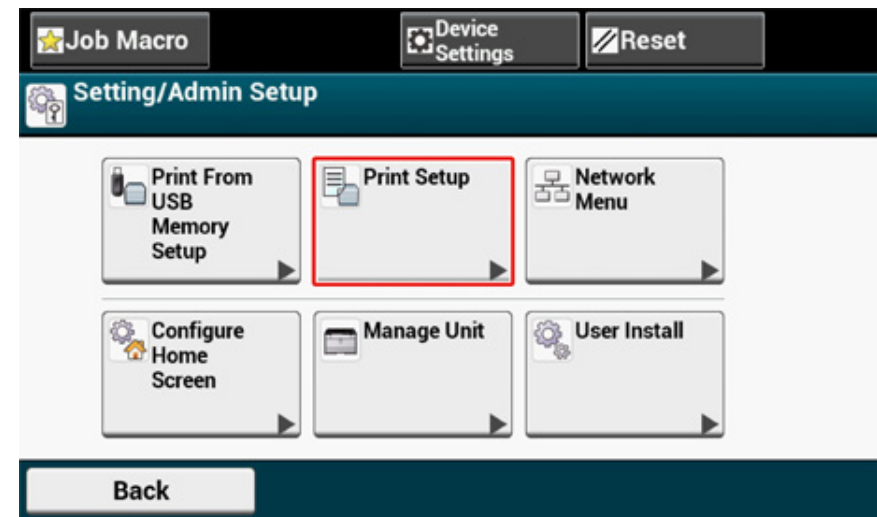 Job Macro
Device
Settings
Reset
Setting/Admin Setup
Print From
USB
Memory
Setup
Print Setup
Network
Menu
Configure
Home
Screen
Manage Unit
User Install
Back